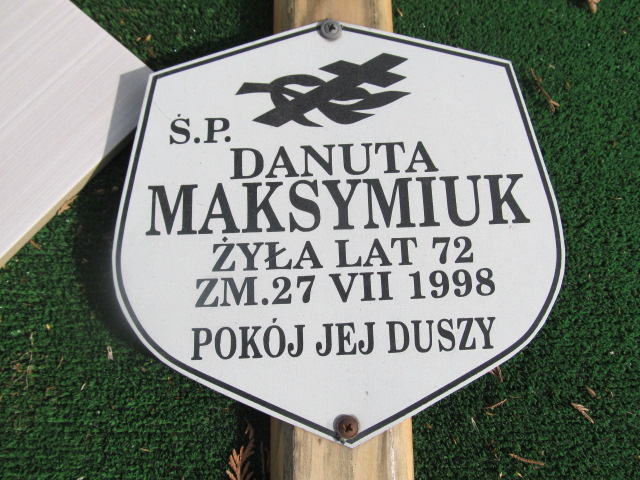 Ś.P.
DANUTA
MAKSYMIUK
ŻYŁA LAT 72
ZM.27 VII 1998
POKÓJ JEJ DUSZY